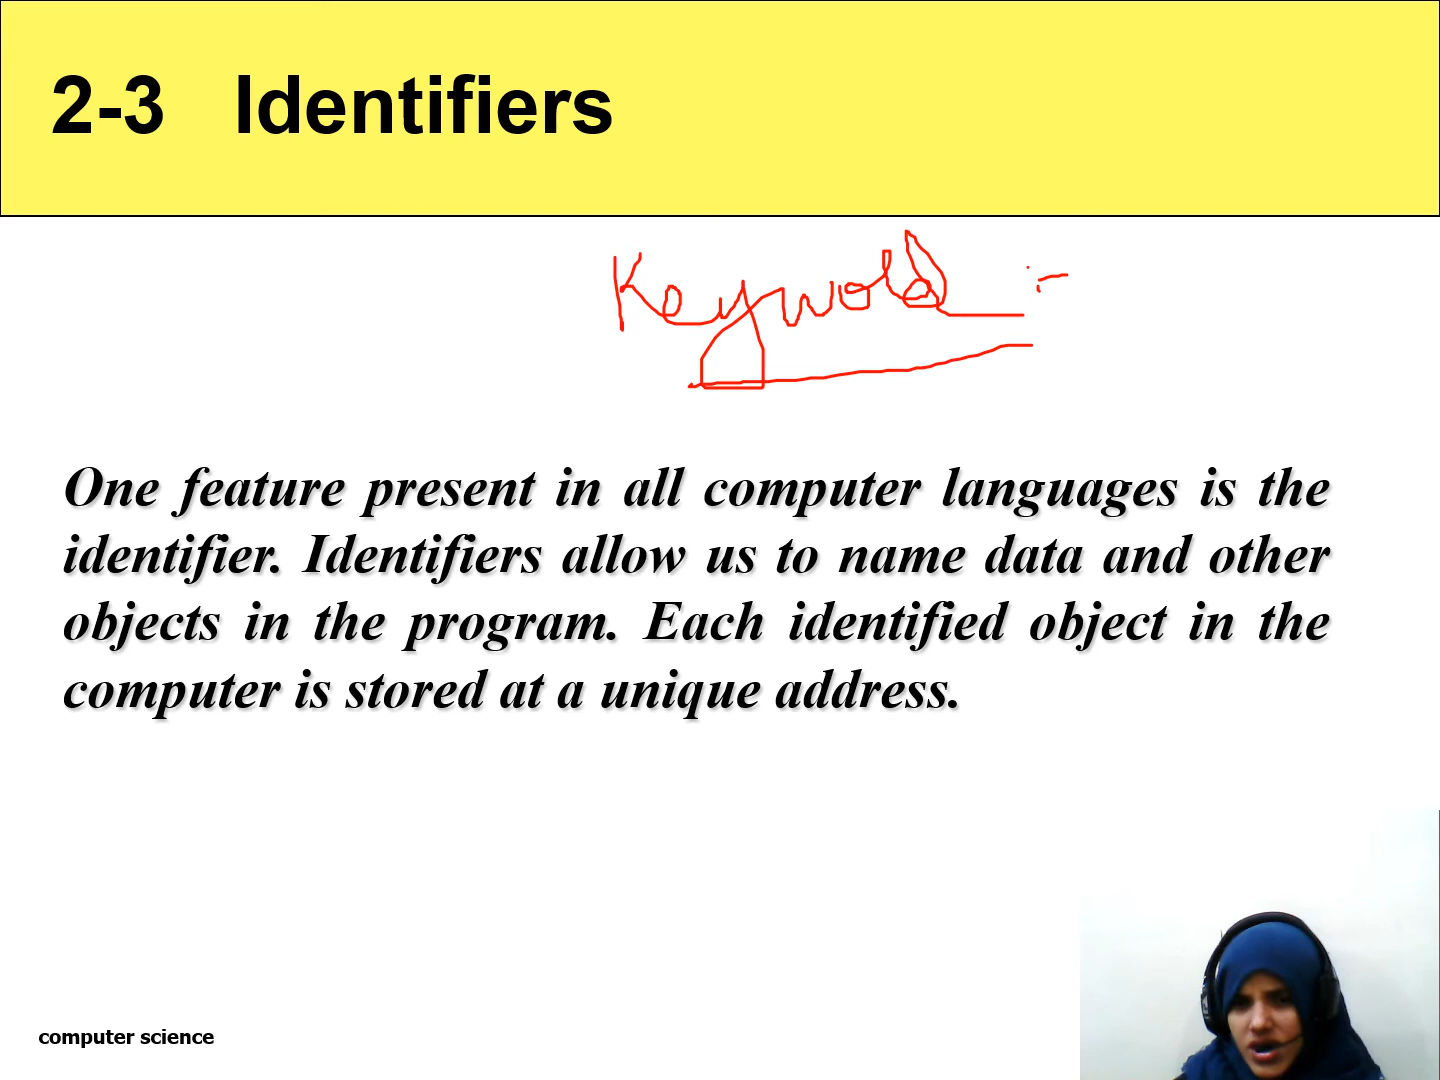 2-3 Identifiers
Keyword :-
One feature present in all computer languages is the
identifier. Identifiers allow us to name data and other
objects in the program. Each identified object in the
computer is stored at a unique address.
computer science